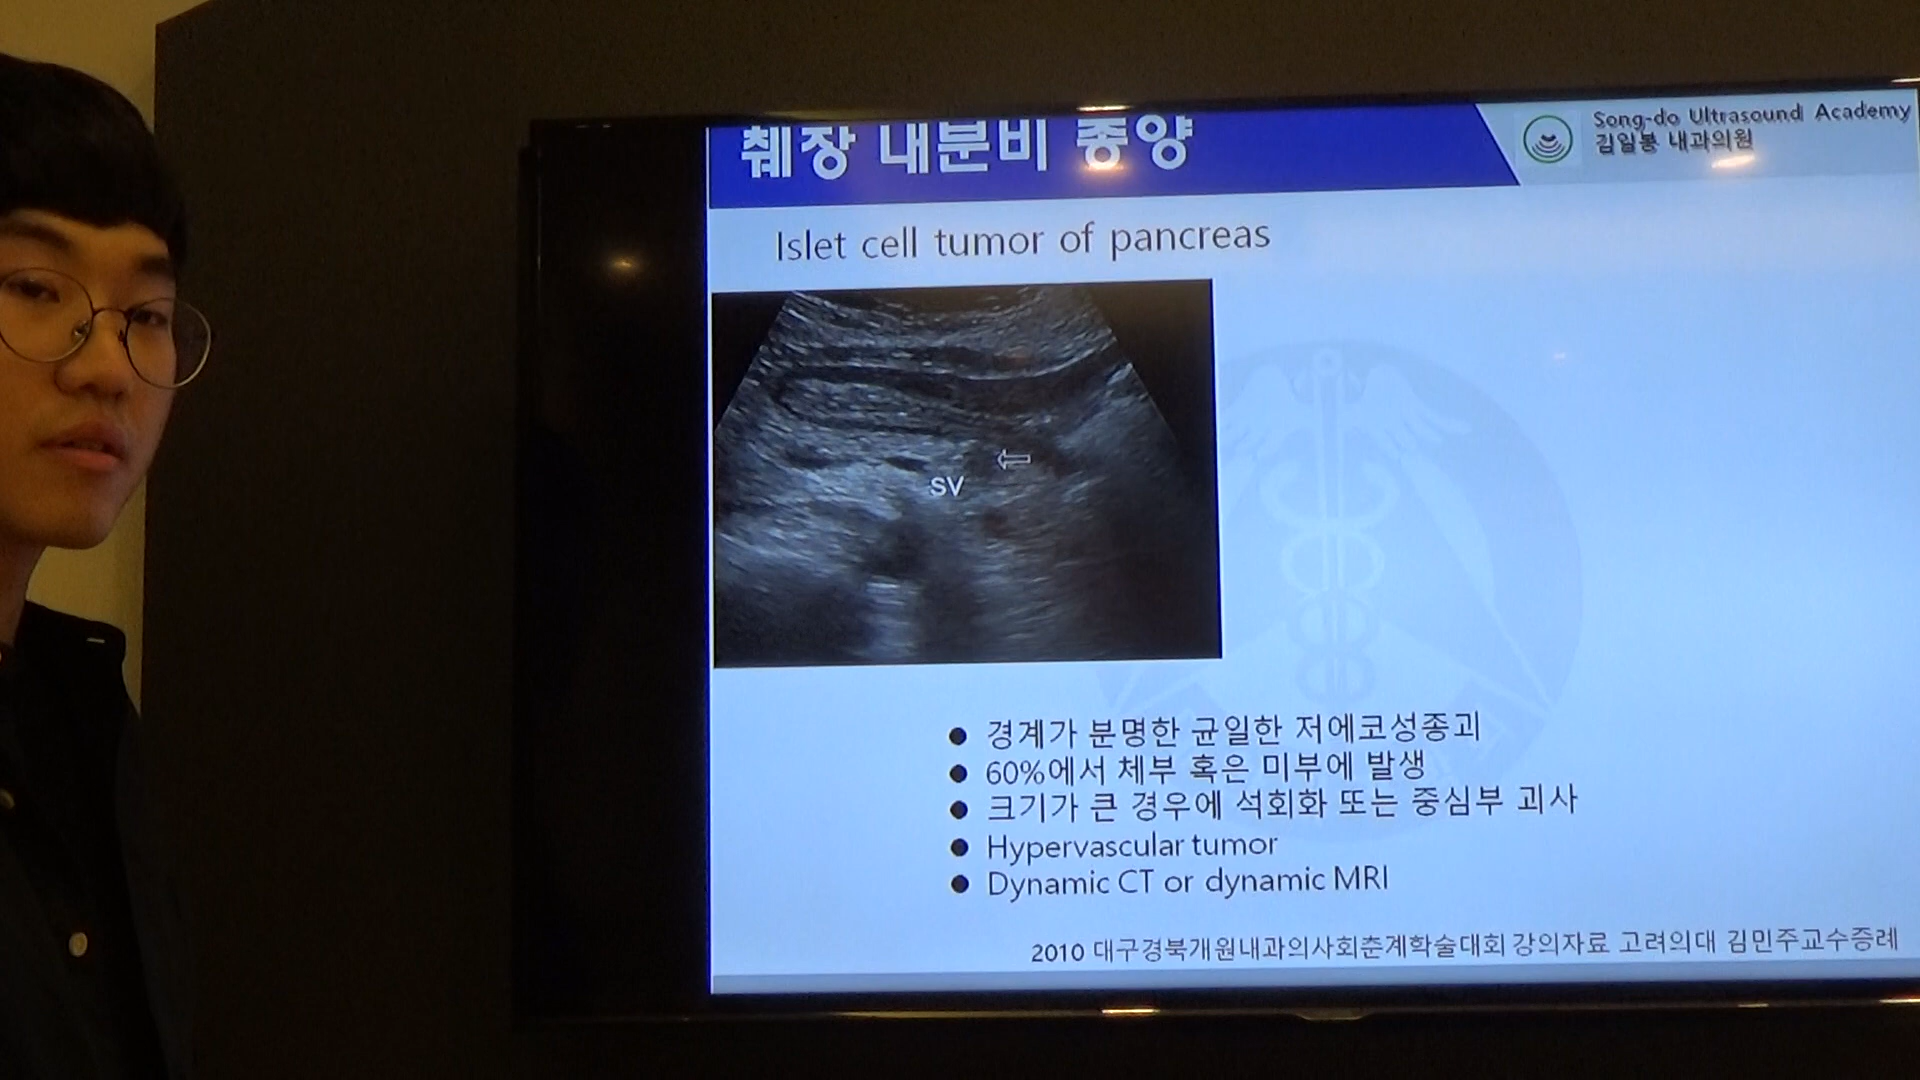 췌장 내분비 종양
Song-do Ultrasound Academy
김일봉 내과의원
Islet cell tumor of pancreas
SV
● 경계가 분명한 균일한 저에코성종괴
● 60%에서 체부 혹은 미부에 발생
● 크기가 큰 경우에 석회화 또는 중심부 괴사
● Hypervascular tumor
● Dynamic CT or dynamic MRI
2010 대구경북개원내과의사회춘계학술대회 강의자료 고려의대 김민주교수증례